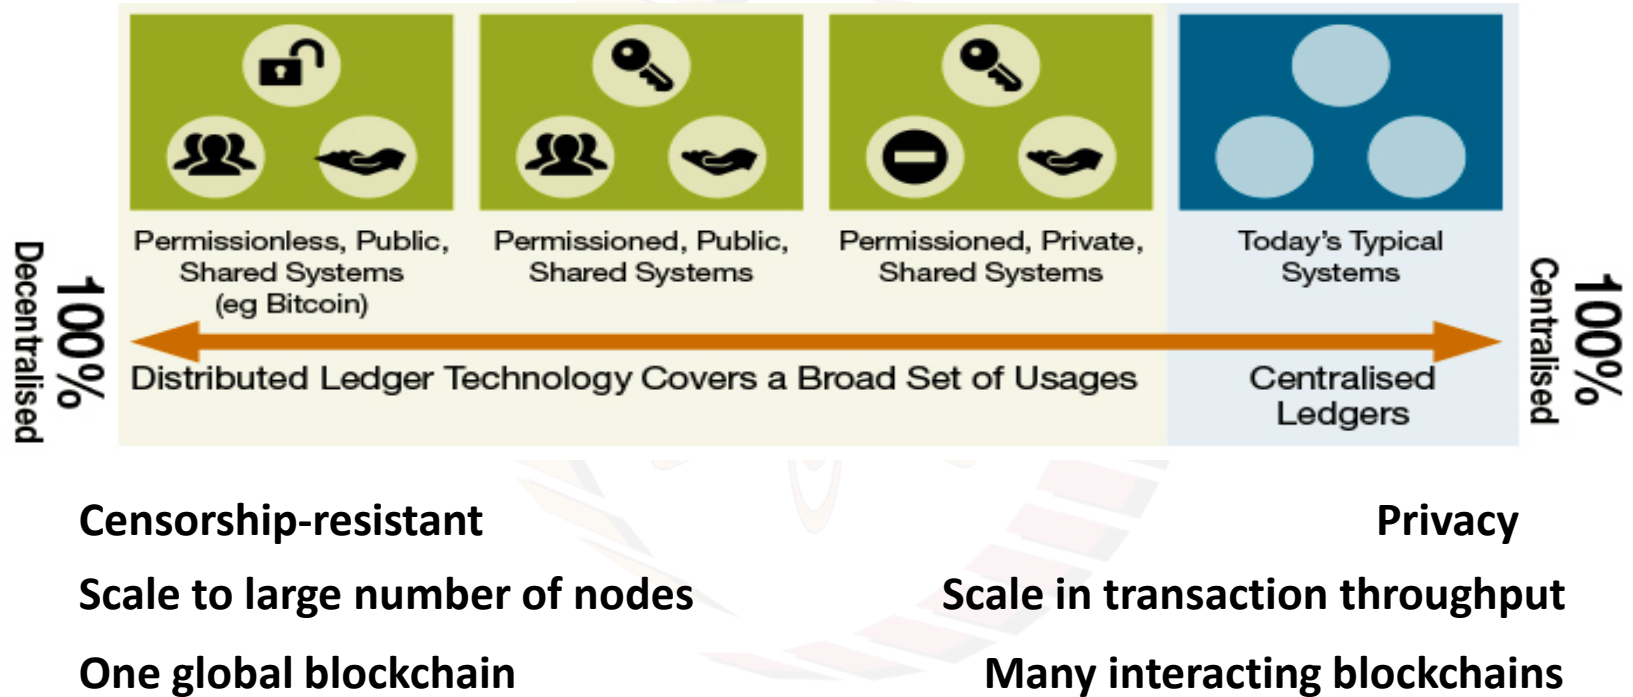 Permissionless, Public,
Shared Systems
(eg Bitcoin)
Permissioned, Public,
Shared Systems
Permissioned, Private,
Shared Systems
Today's Typical
Systems
100%
Decentralised
100%
Centralised
Distributed Ledger Technology Covers a Broad Set of Usages
Centralised
Ledgers
Censorship-resistant
Privacy
Scale to large number of nodes
Scale in transaction throughput
One global blockchain
Many interacting blockchains